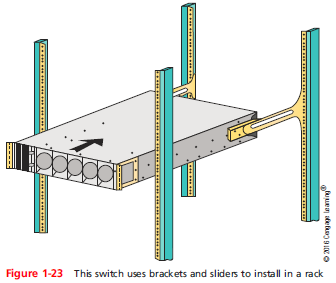 © 2016 Cengage Learning®
Figure 1-23 This switch uses brackets and sliders to install in a rack